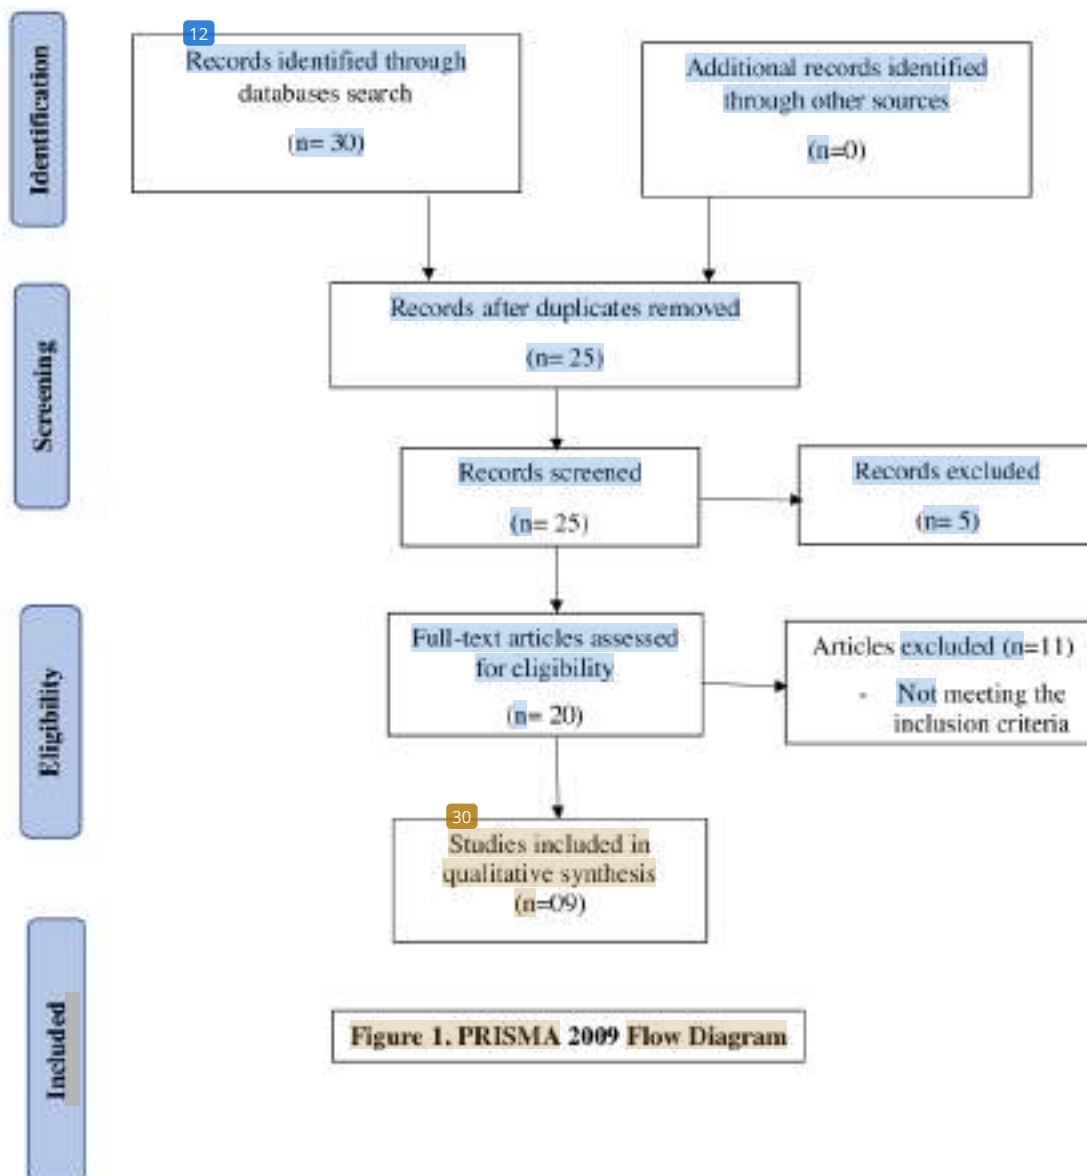 Identification
12
Records identified through
databases search
(n= 30)
Additional records identified
through other sources
(n=0)
Screening
Records after duplicates removed
(n= 25)
Records screened
(n= 25)
Records excluded
(n= 5)
Eligibility
Full-text articles assessed
for eligibility
(n= 20)
Articles excluded (n=11)
- Not meeting the
inclusion criteria
30
Studies included in
qualitative synthesis
(n=09)
Included
Figure 1. PRISMA 2009 Flow Diagram